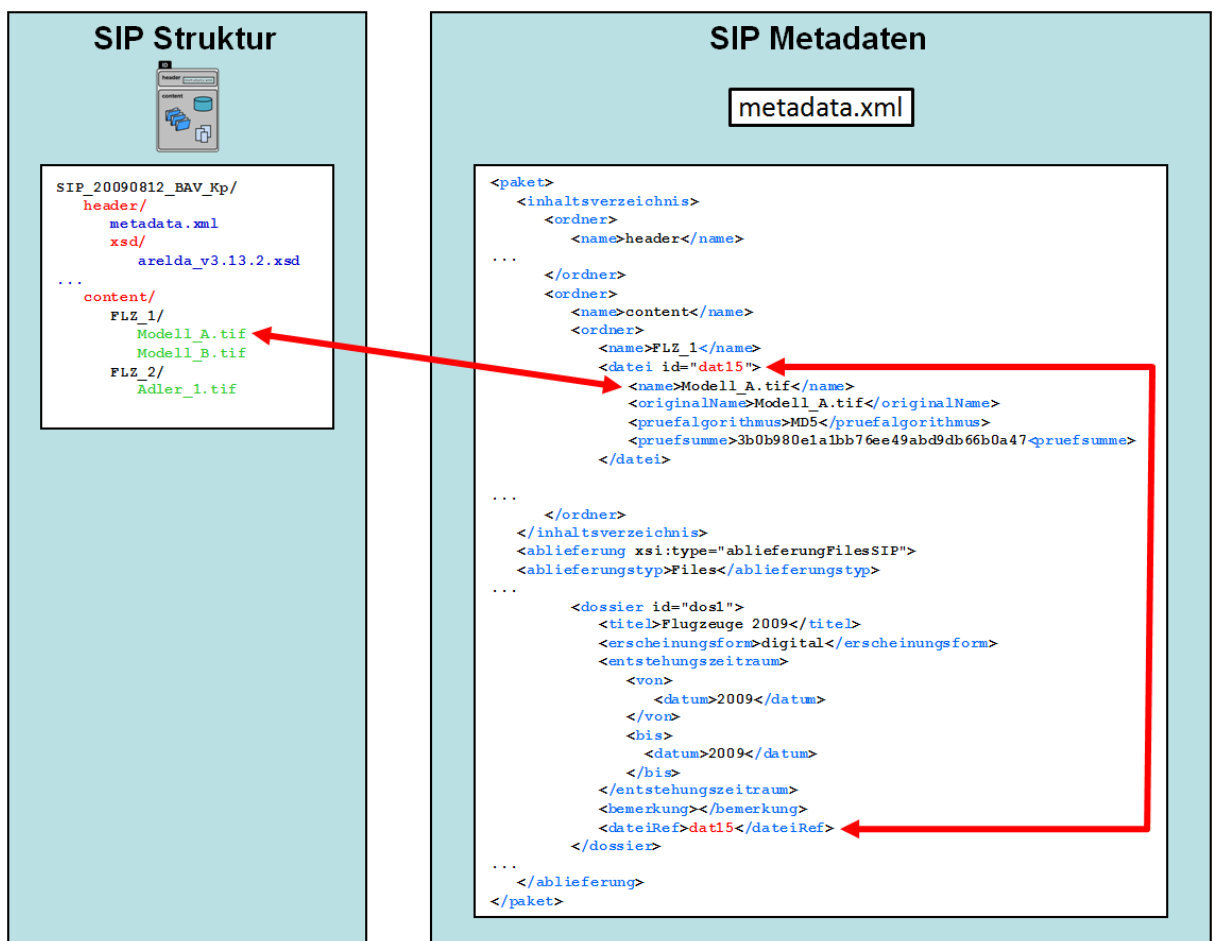 SIP Struktur
ID
header
content
SIP_20090812_BAV_Kp/
header/
metadata.xml
xsd/
arelda_v3.13.2.xsd
...
content/
FLZ_1/
Modell_A.tif
Modell_B.tif
FLZ_2/
Adler_1.tif
SIP Metadaten
metadata.xml
<paket>
<inhaltsverzeichnis>
<ordner>
<name>header</name>
...
</ordner>
<ordner>
<name>content</name>
<ordner>
<name>FLZ_1</name>
<datei id="dat15">
<name>Modell_A.tif</name>
<originalName>Modell_A.tif</originalName>
<pruefalgorithmus>MD5</pruefalgorithmus>
<pruefsumme>3b0b980e1a1bb76ee49abd9db66b0a47<pruefsumme>
</datei>
...
</ordner>
</inhaltsverzeichnis>
<ablieferung xsi:type="ablieferungFilesSIP">
<ablieferungstyp>Files</ablieferungstyp>
...
<dossier id="dos1">
<titel>Flugzeuge 2009</titel>
<erscheinungsform>digital</erscheinungsform>
<entstehungszeitraum>
<von>
<datum>2009</datum>
</von>
<bis>
<datum>2009</datum>
</bis>
</entstehungszeitraum>
<bemerkung></bemerkung>
<dateiRef>dat15</dateiRef>
</dossier>
...
</ablieferung>
</paket>